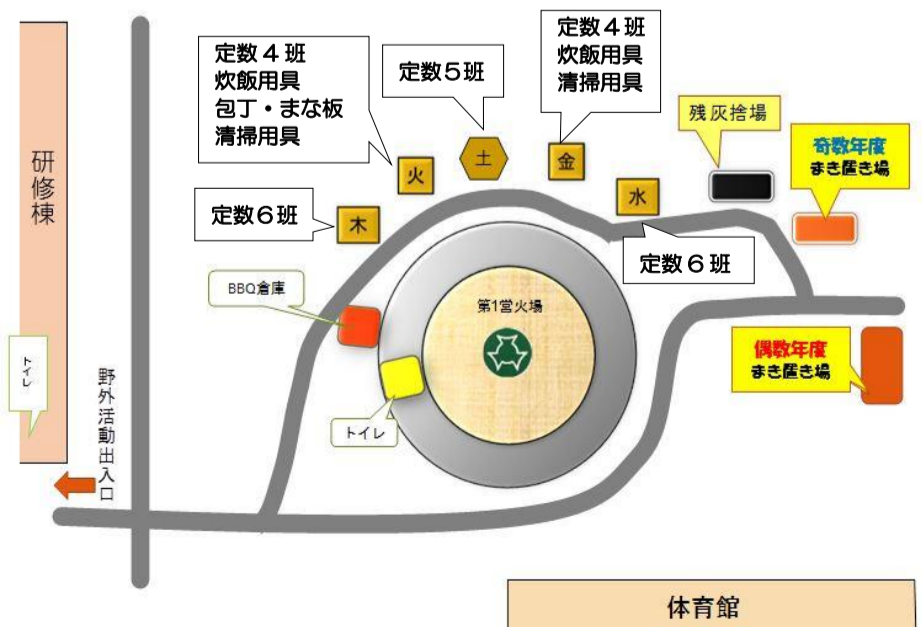 定数４班
炊飯用具
包丁・まな板
清掃用具
定数5班
定数４班
炊飯用具
清掃用具
残灰捨場
奇数年度
まき置き場
研修棟
火
土
金
水
木
定数６班
定数６班
BBQ倉庫
第1営火場
偶数年度
まき置き場
トイレ
トイレ
野外活動出入口
体育館